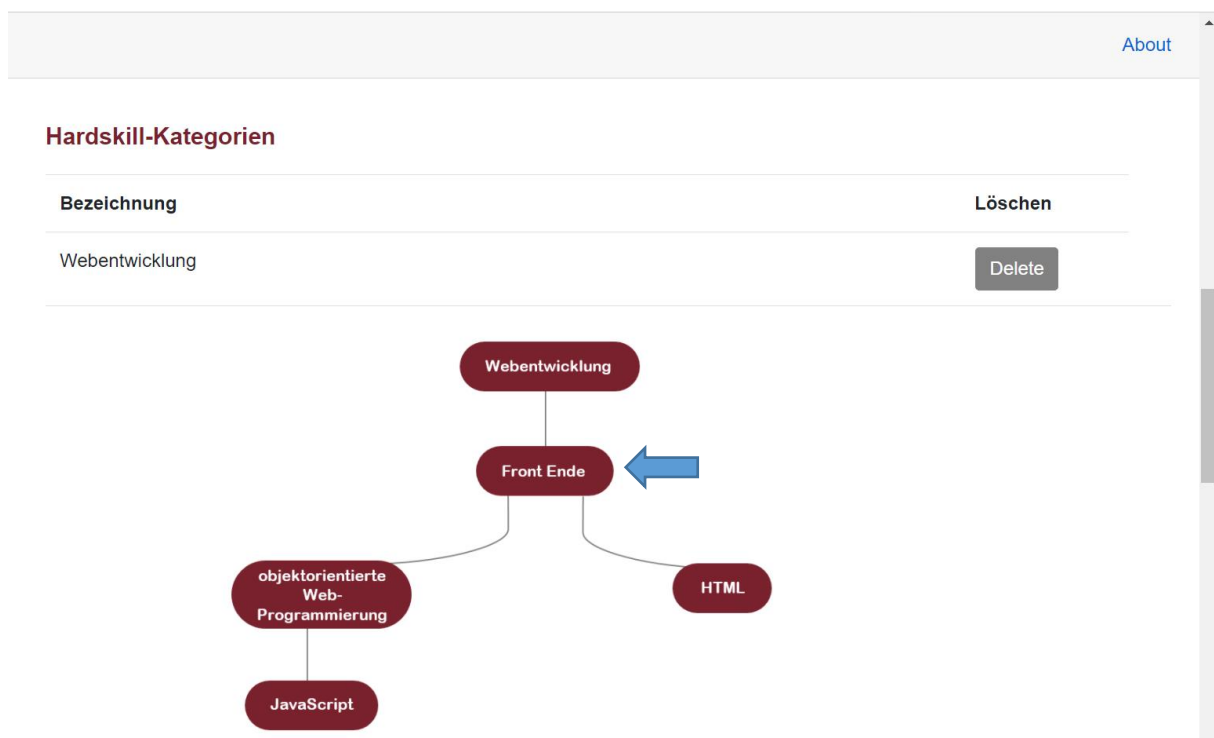 About
Hardskill-Kategorien
Bezeichnung Löschen
Webentwicklung Delete
Webentwicklung
Front Ende
objektorientierte
Web-
Programmierung
HTML
JavaScript